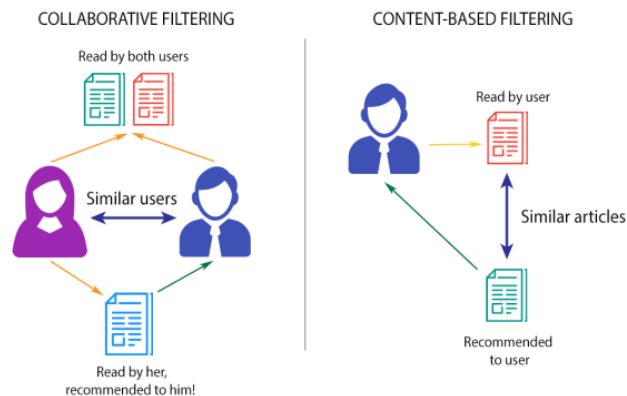 COLLABORATIVE FILTERING
Read by both users
Similar users
Read by her,
recommended to him!
CONTENT-BASED FILTERING
Read by user
Similar articles
Recommended
to user